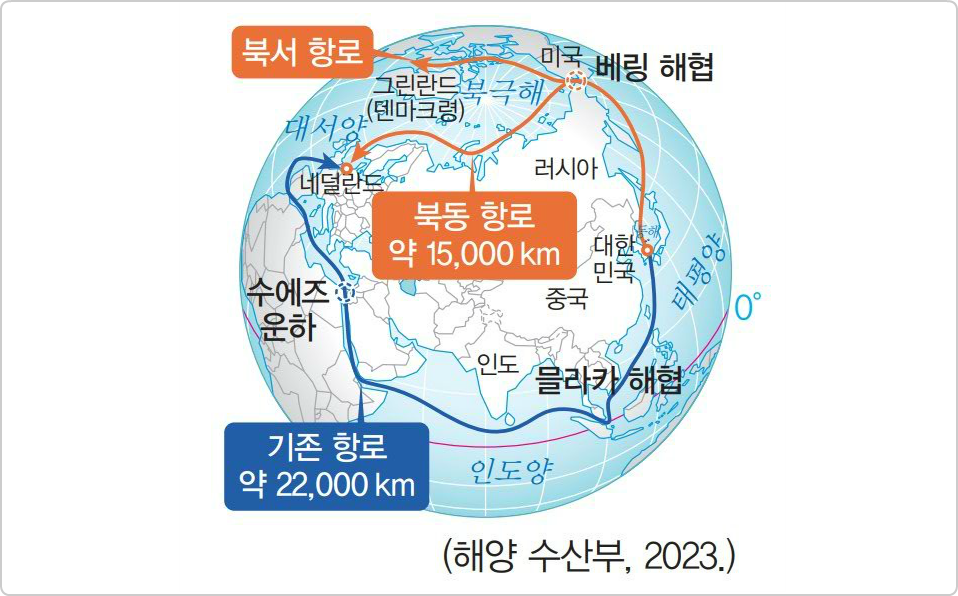 북서 항로
미국
베링 해협
그린란드
(덴마크령)
북극해
대서양
네덜란드
러시아
북동 항로
약 15,000 km
동해
대한
민국
태평양
수에즈
운하
중국
0°
인도
믈라카 해협
기존 항로
약 22,000 km
인도양
(해양 수산부, 2023.)